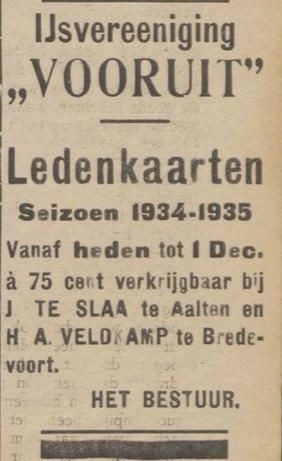 IJsvereeniging
„VOORUIT”
Ledenkaarten
Seizoen 1934-1935
Vanaf heden tot 1 Dec.
à 75 cent verkrijgbaar bij
J. TE SLAA te Aalten en
H A. VELDKAMP te Brede-
voort.
HET BESTUUR.